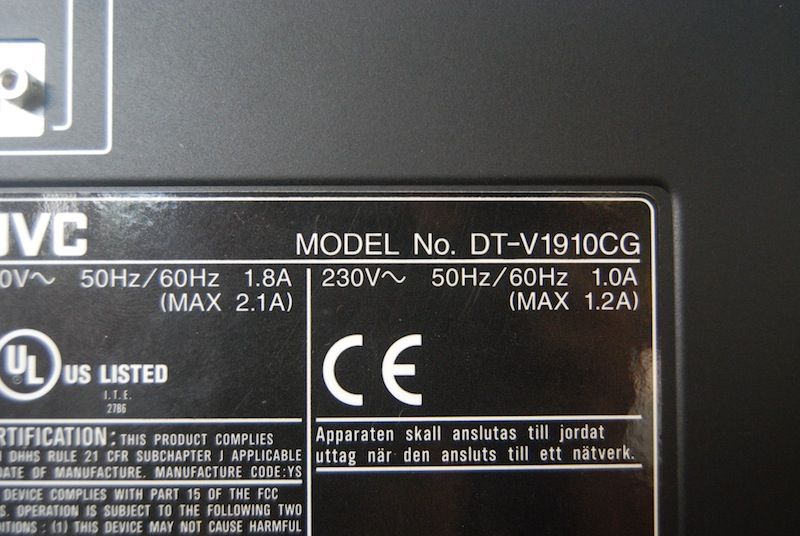 JVC
MODEL No. DT-V1910CG
0V～ 50Hz/60Hz 1.8A
(MAX 2.1A)
230V～ 50Hz/60Hz 1.0A
(MAX 1.2A)
UL US LISTED
I.T.E.
27B6
CE
RTIFICATION: THIS PRODUCT COMPLIES
DHHS RULE 21 CFR SUBCHAPTER J APPLICABLE
DATE OF MANUFACTURE. MANUFACTURE CODE:YS
Apparaten skall anslutas till jordat
uttag när den ansluts till ett nätverk.
DEVICE COMPLIES WITH PART 15 OF THE FCC
S. OPERATION IS SUBJECT TO THE FOLLOWING TWO
DITIONS : (1) THIS DEVICE MAY NOT CAUSE HARMFUL